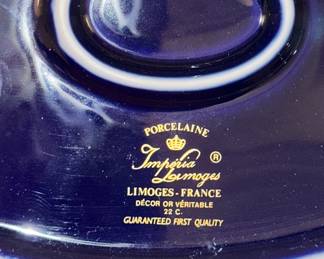 PORCELAINE
Impéria ®
Limoges
LIMOGES - FRANCE
DÉCOR OR VÉRITABLE
22 C.
GUARANTEED FIRST QUALITY